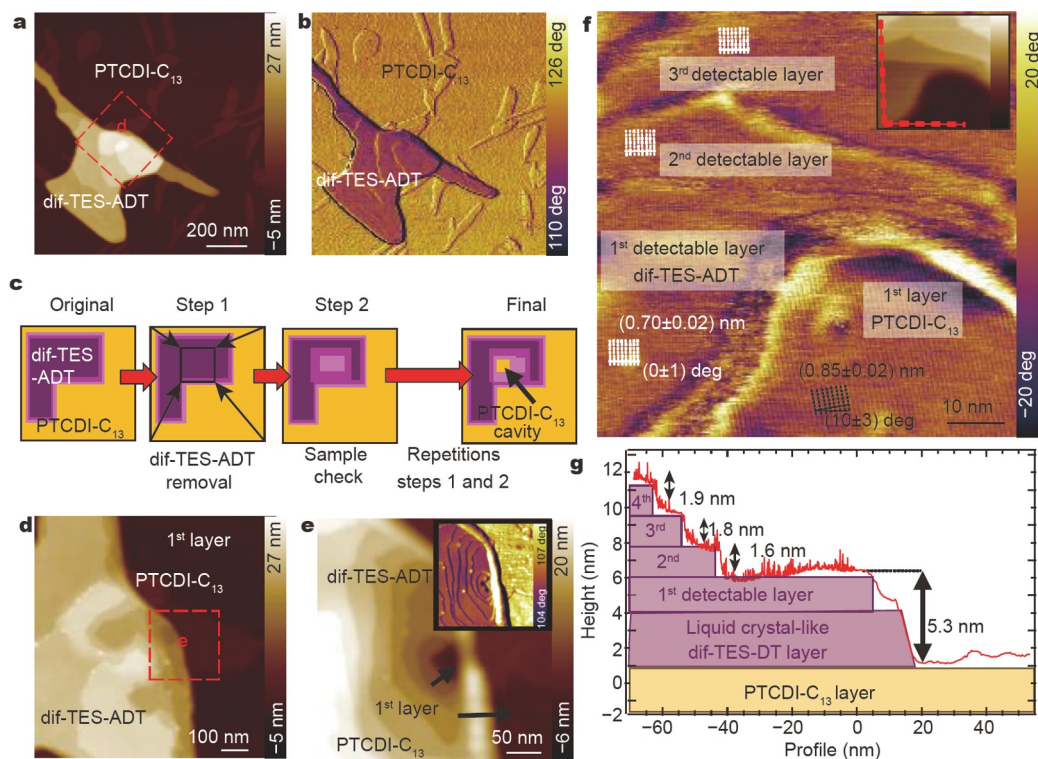 a
PTCDI-C13
d
dif-TES-ADT
200 nm
27 nm
−5 nm
b
PTCDI-C13
dif-TES-ADT
126 deg
110 deg
c
Original
Step 1
Step 2
Final
dif-TES
-ADT
PTCDI-C13
PTCDI-C13
cavity
dif-TES-ADT
removal
Sample
check
Repetitions
steps 1 and 2
d
1st layer
PTCDI-C13
e
dif-TES-ADT
100 nm
27 nm
−5 nm
e
dif-TES-ADT
107 deg
104 deg
1st layer
PTCDI-C13
50 nm
20 nm
−6 nm
f
3rd detectable layer
2nd detectable layer
1st detectable layer
dif-TES-ADT
1st layer
PTCDI-C13
(0.70±0.02) nm
(0±1) deg
(0.85±0.02) nm
(10±3) deg
10 nm
20 deg
−20 deg
g
Height (nm)
12
10
8
6
4
2
0
−2
4th
3rd
2nd
1st detectable layer
Liquid crystal-like
dif-TES-DT layer
PTCDI-C13 layer
1.9 nm
1.8 nm
1.6 nm
5.3 nm
−60
−40
−20
0
20
40
Profile (nm)